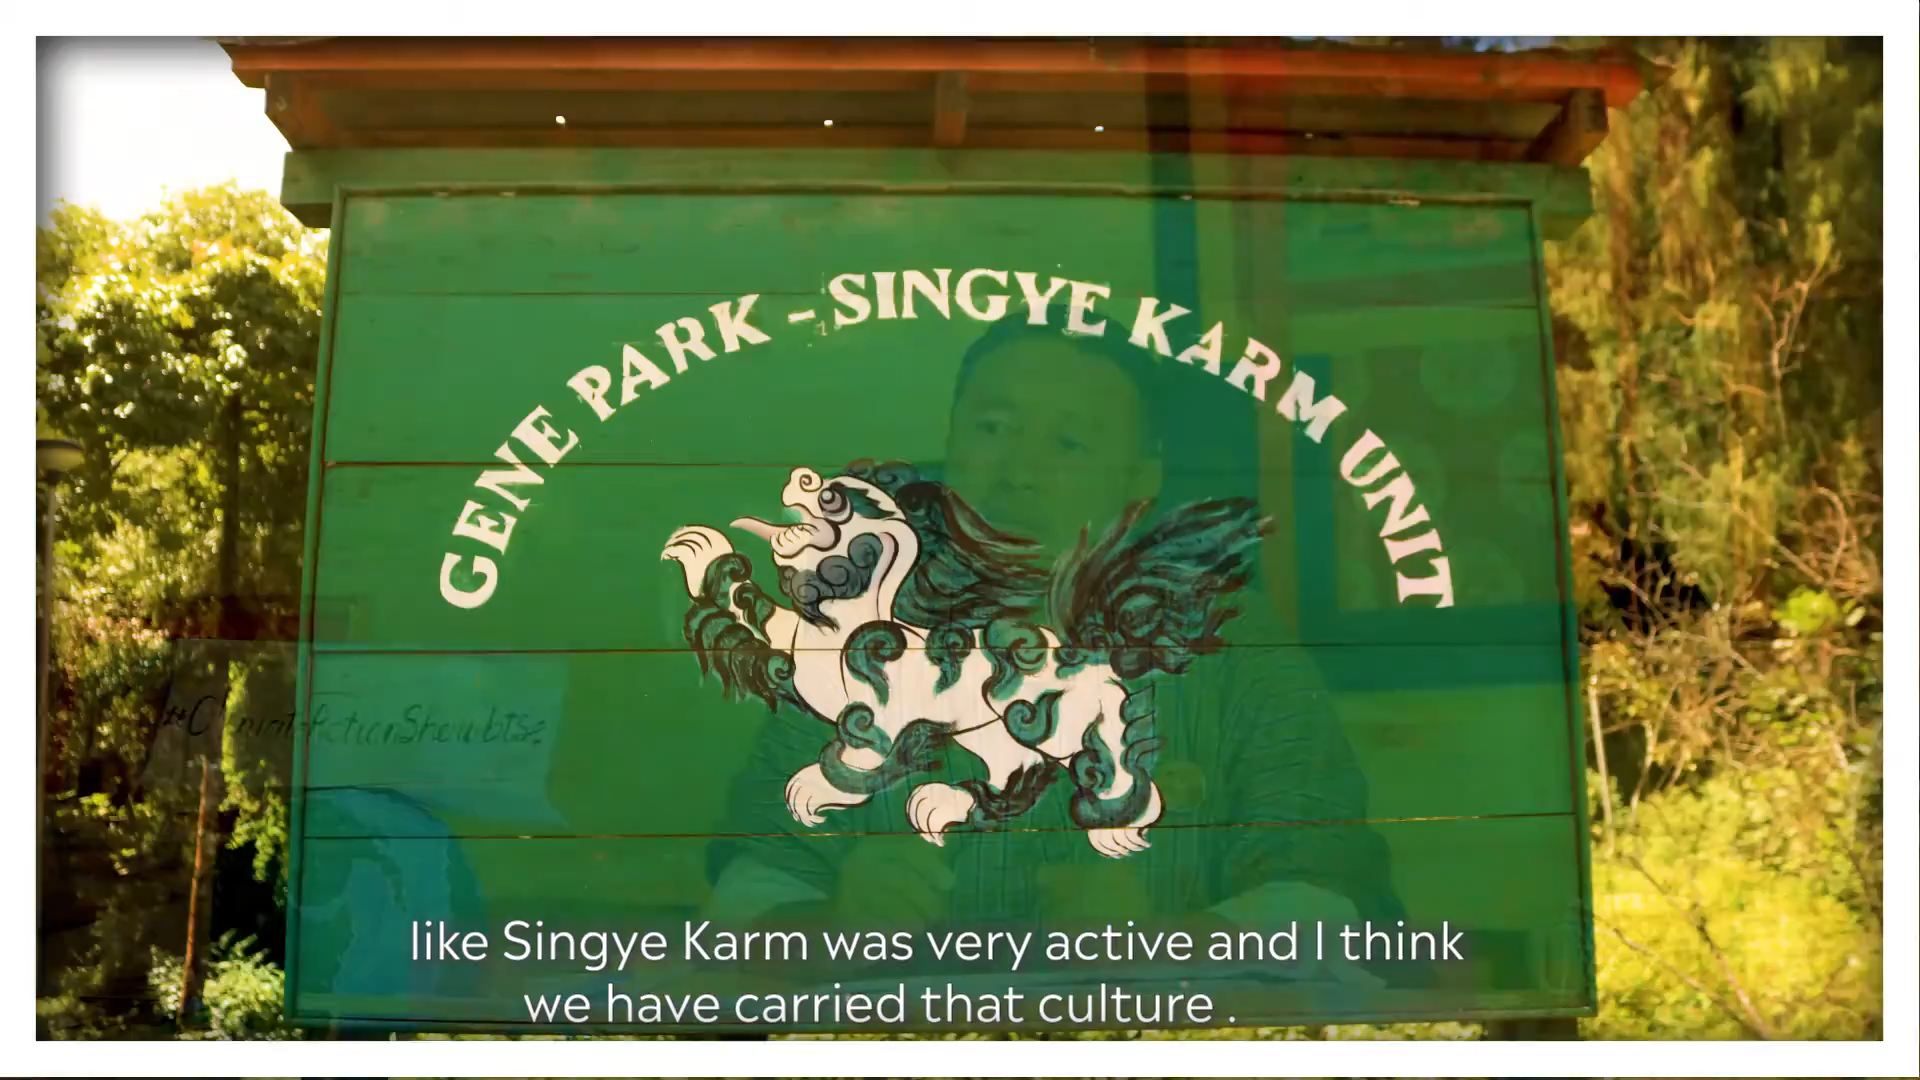 GENE PARK - SINGYE KARM UNIT
like Singye Karm was very active and I think
we have carried that culture .